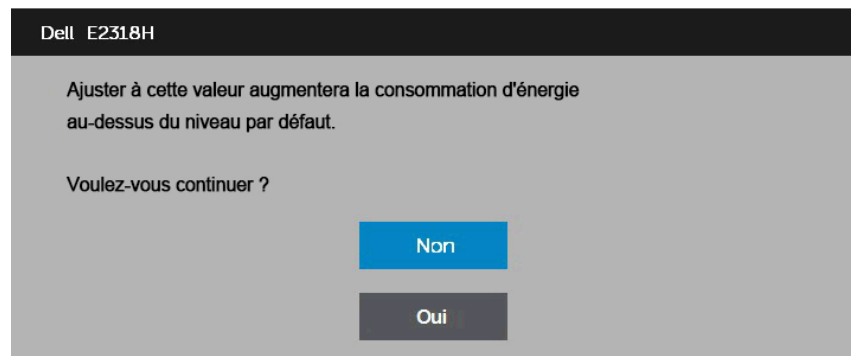 Dell E2318H
Ajuster à cette valeur augmentera la consommation d'énergie
au-dessus du niveau par défaut.
Voulez-vous continuer ?
Non
Oui